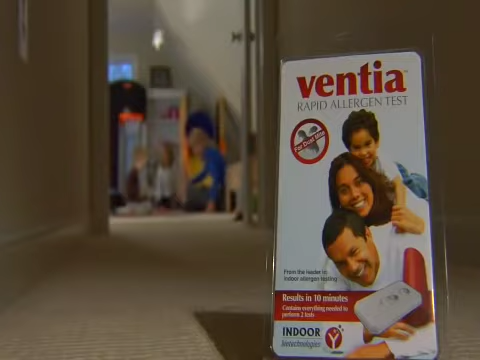 ventia™
RAPID ALLERGEN TEST
For Dust Mite
From the leader in
indoor allergen testing
Results in 10 minutes
Contains everything needed to
perform 2 tests
INDOOR
biotechnologies